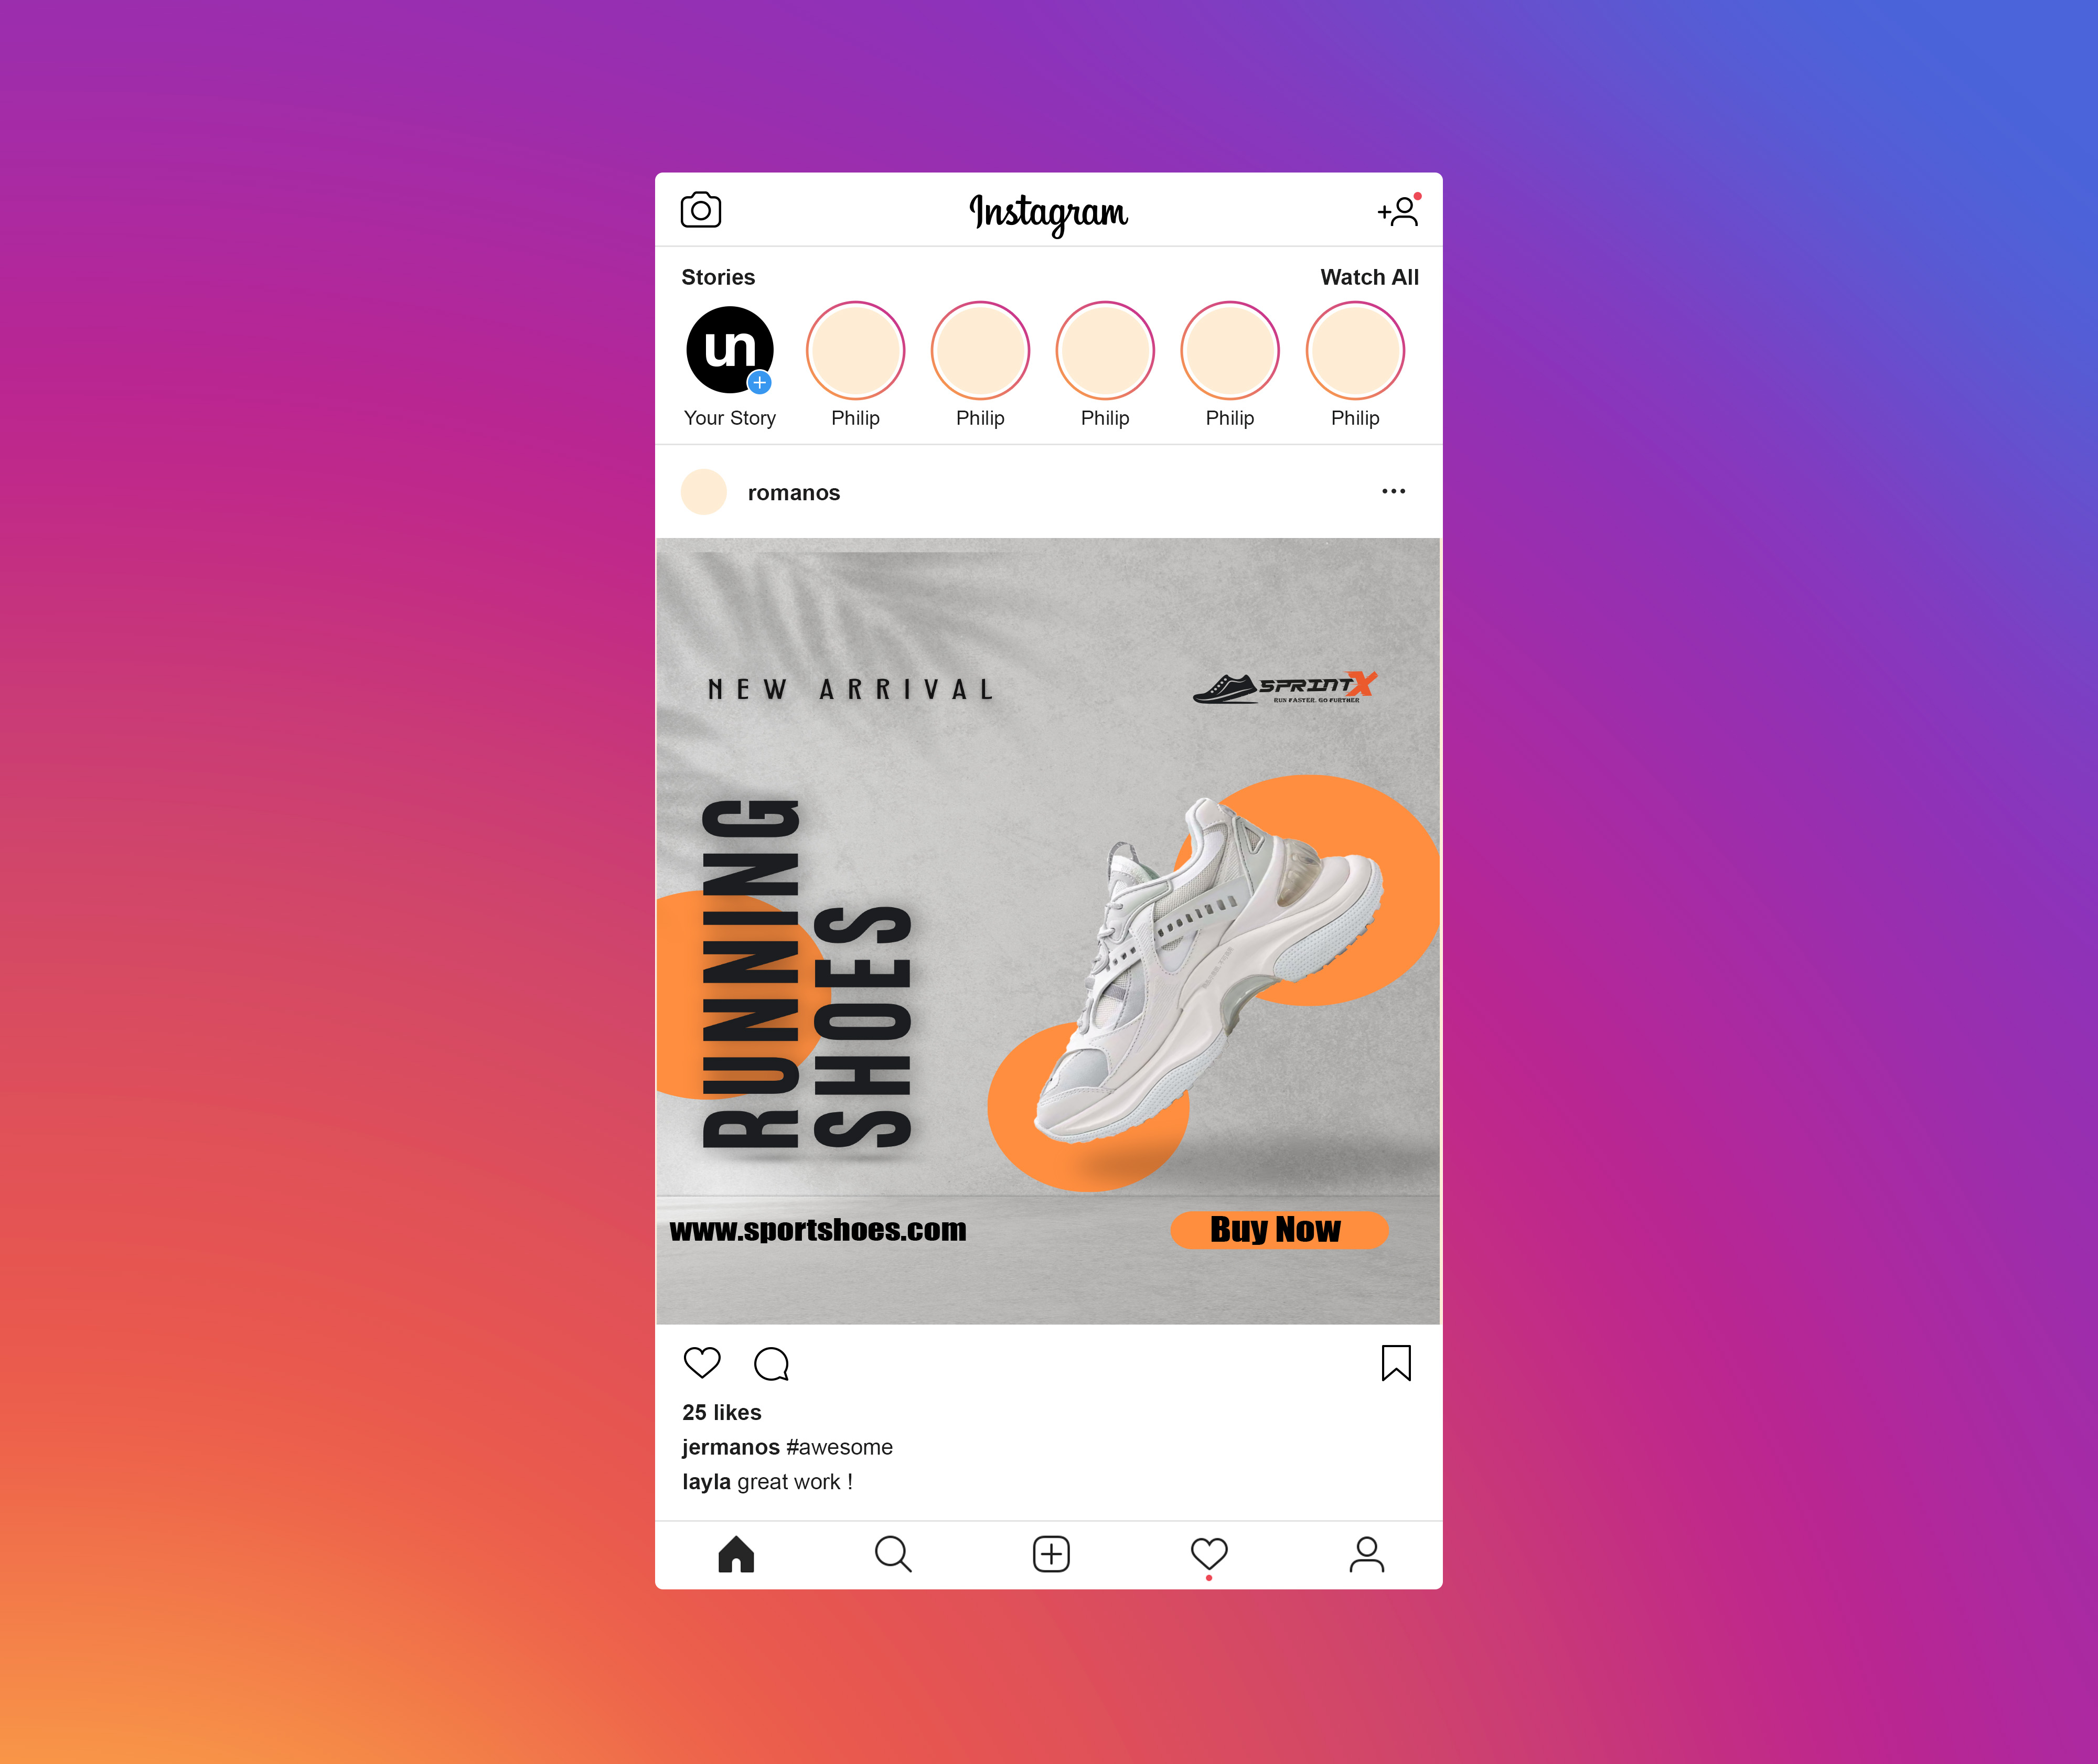 Instagram
Stories
Watch All
un
Your Story
Philip
Philip
Philip
Philip
Philip
romanos
NEW ARRIVAL
SPRINTX
RUN FASTER. GO FURTHER
RUNNING
SHOES
www.sportshoes.com
Buy Now
25 likes
jermanos #awesome
layla great work !